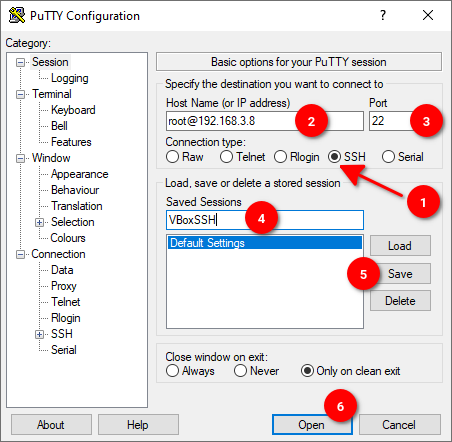 PuTTY Configuration
?
Category:
Session
Logging
Terminal
Keyboard
Bell
Features
Window
Appearance
Behaviour
Translation
Selection
Colours
Connection
Data
Proxy
Telnet
Rlogin
SSH
Serial
Basic options for your PuTTY session
Specify the destination you want to connect to
Host Name (or IP address) Port
root@192.168.3.8 2 22 3
Connection type:
Raw Telnet Rlogin SSH Serial
1
Load, save or delete a stored session
Saved Sessions
VBoxSSH 4
Default Settings
Load
5 Save
Delete
Close window on exit:
Always Never Only on clean exit
6
About Help Open Cancel